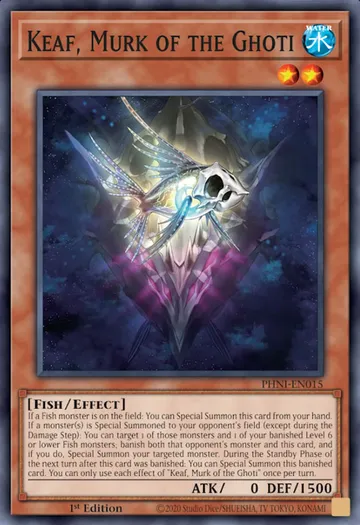 Keaf, Murk of the Ghoti
WATER
水
PHNI-EN015
[Fish/Effect]
If a Fish monster is on the field: You can Special Summon this card from your hand.
If a monster(s) is Special Summoned to your opponent's field (except during the
Damage Step): You can target 1 of those monsters and 1 of your banished Level 6
or lower Fish monsters; banish both that opponent's monster and this card, and
if you do, Special Summon your targeted monster. During the Standby Phase of
the next turn after this card was banished: You can Special Summon this banished
card. You can only use each effect of "Keaf, Murk of the Ghoti" once per turn.
ATK/ 0 DEF/1500
1st Edition
©2020 Studio Dice/SHUEISHA, TV TOKYO, KONAMI